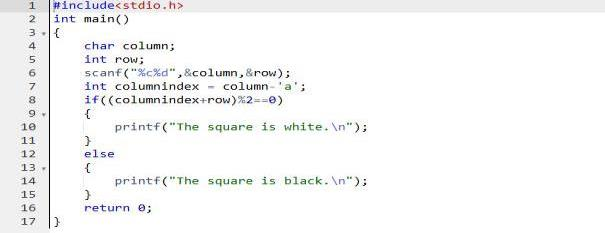 1 #include<stdio.h>
2 int main()
3 {
4 char column;
5 int row;
6 scanf("%c%d",&column,&row);
7 int columnindex = column-'a';
8 if((columnindex+row)%2==0)
9 {
10 printf("The square is white.\n");
11 }
12 else
13 {
14 printf("The square is black.\n");
15 }
16 return 0;
17 }